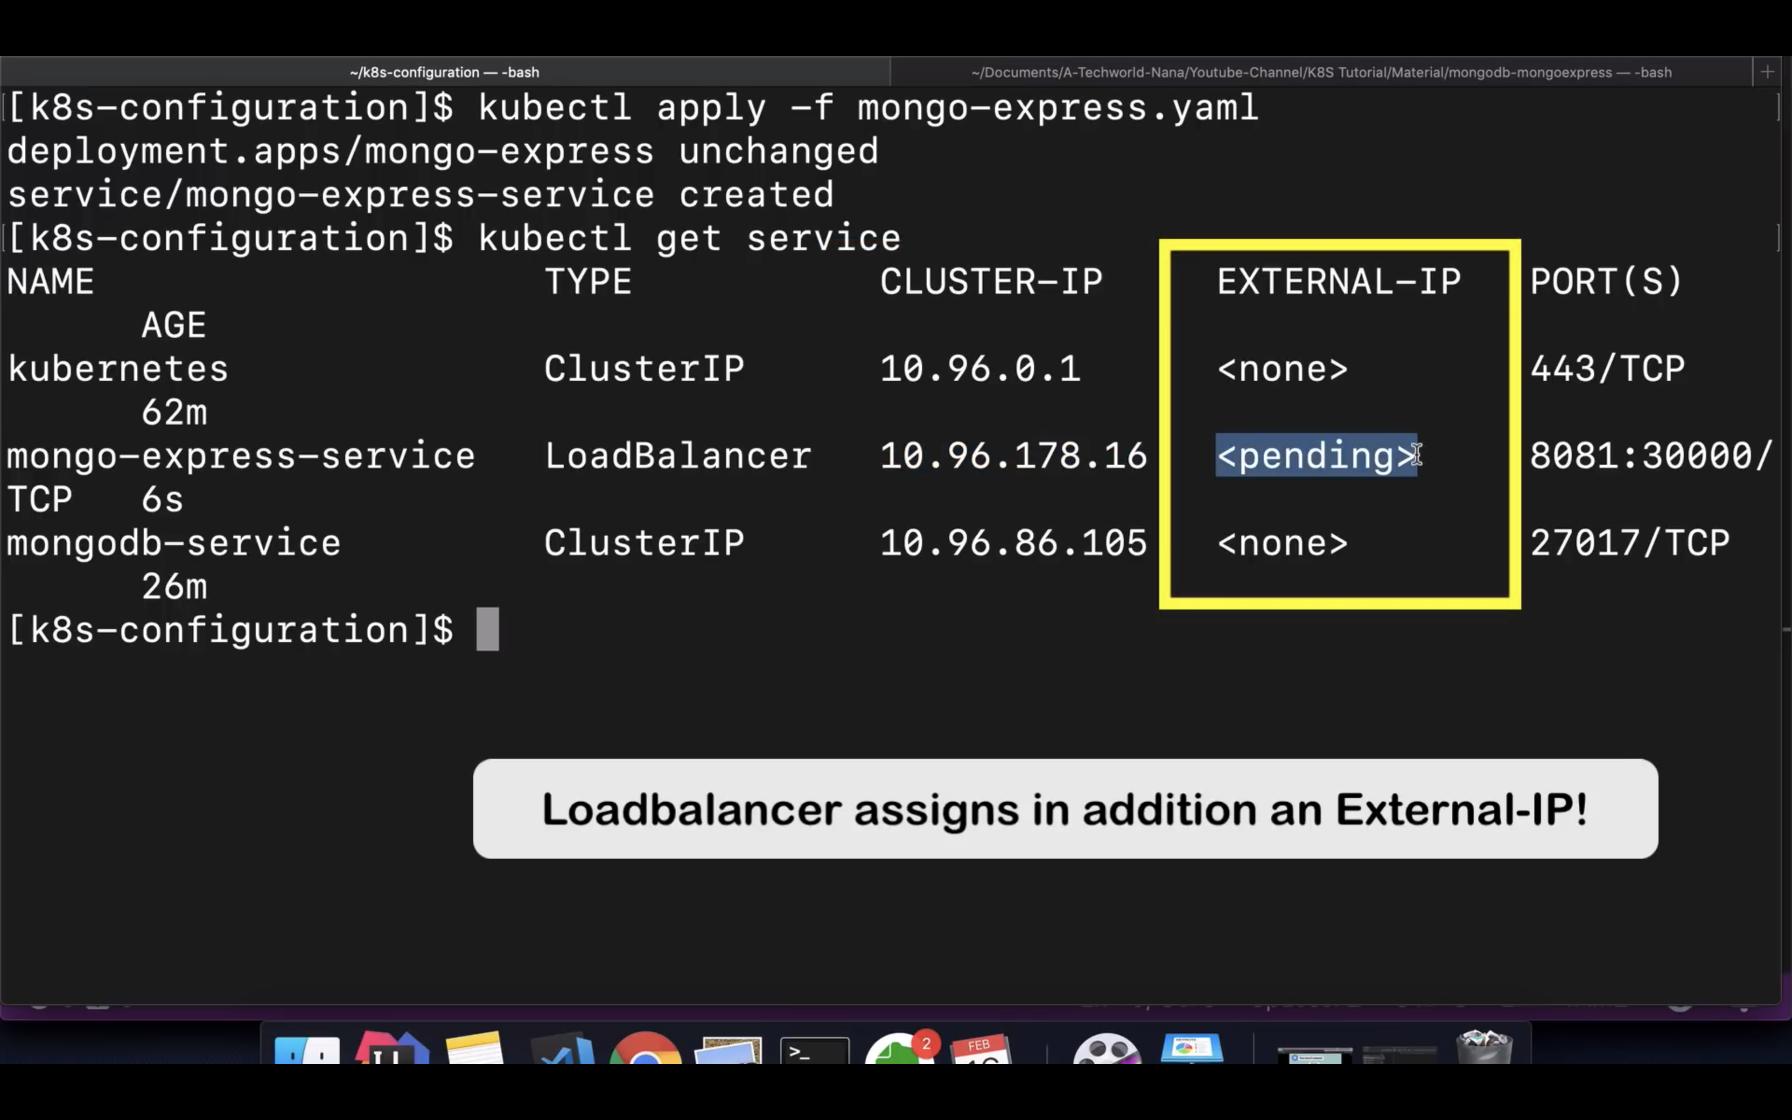 ~/k8s-configuration — -bash
~/Documents/A-Techworld-Nana/Youtube-Channel/K8S Tutorial/Material/mongodb-mongoexpress — -bash
[k8s-configuration]$ kubectl apply -f mongo-express.yaml
deployment.apps/mongo-express unchanged
service/mongo-express-service created
[k8s-configuration]$ kubectl get service
NAME TYPE CLUSTER-IP EXTERNAL-IP PORT(S)
AGE
kubernetes ClusterIP 10.96.0.1 <none> 443/TCP
62m
mongo-express-service LoadBalancer 10.96.178.16 <pending> 8081:30000/
TCP 6s
mongodb-service ClusterIP 10.96.86.105 <none> 27017/TCP
26m
[k8s-configuration]$
Loadbalancer assigns in addition an External-IP!
2
FEB